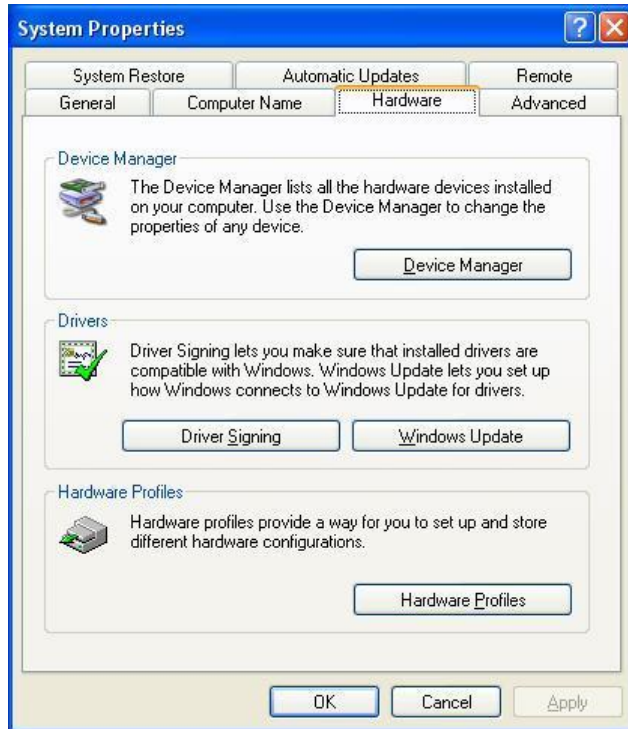 System Properties
System Restore
Automatic Updates
Remote
General
Computer Name
Hardware
Advanced
Device Manager
The Device Manager lists all the hardware devices installed
on your computer. Use the Device Manager to change the
properties of any device.
Device Manager
Drivers
Driver Signing lets you make sure that installed drivers are
compatible with Windows. Windows Update lets you set up
how Windows connects to Windows Update for drivers.
Driver Signing
Windows Update
Hardware Profiles
Hardware profiles provide a way for you to set up and store
different hardware configurations.
Hardware Profiles
OK
Cancel
Apply